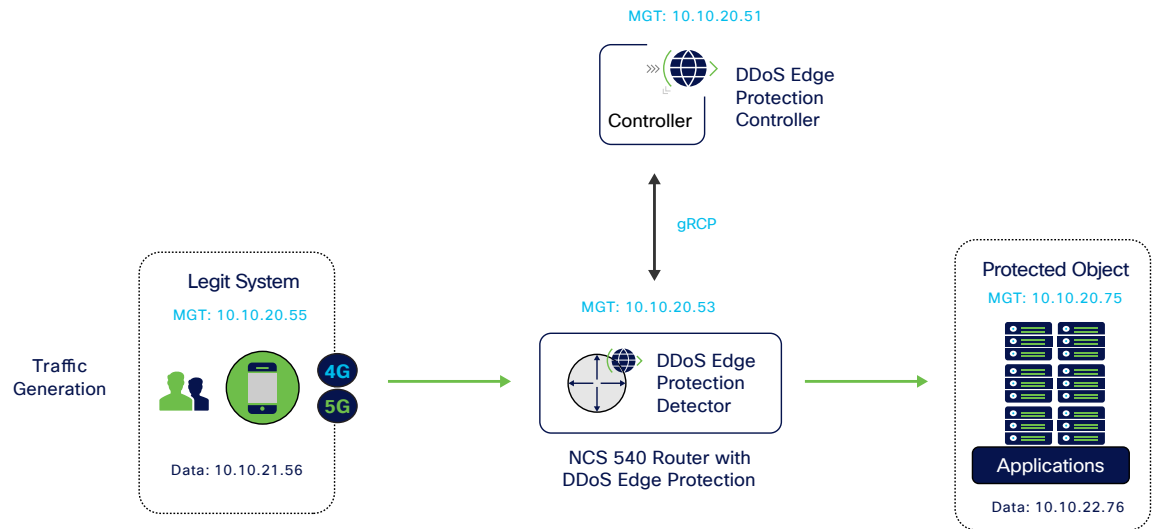 MGT: 10.10.20.51
DDoS Edge
Protection
Controller
Controller
gRCP
Legit System
MGT: 10.10.20.55
Traffic
Generation
4G
5G
Data: 10.10.21.56
MGT: 10.10.20.53
DDoS Edge
Protection
Detector
NCS 540 Router with
DDoS Edge Protection
Protected Object
MGT: 10.10.20.75
Applications
Data: 10.10.22.76